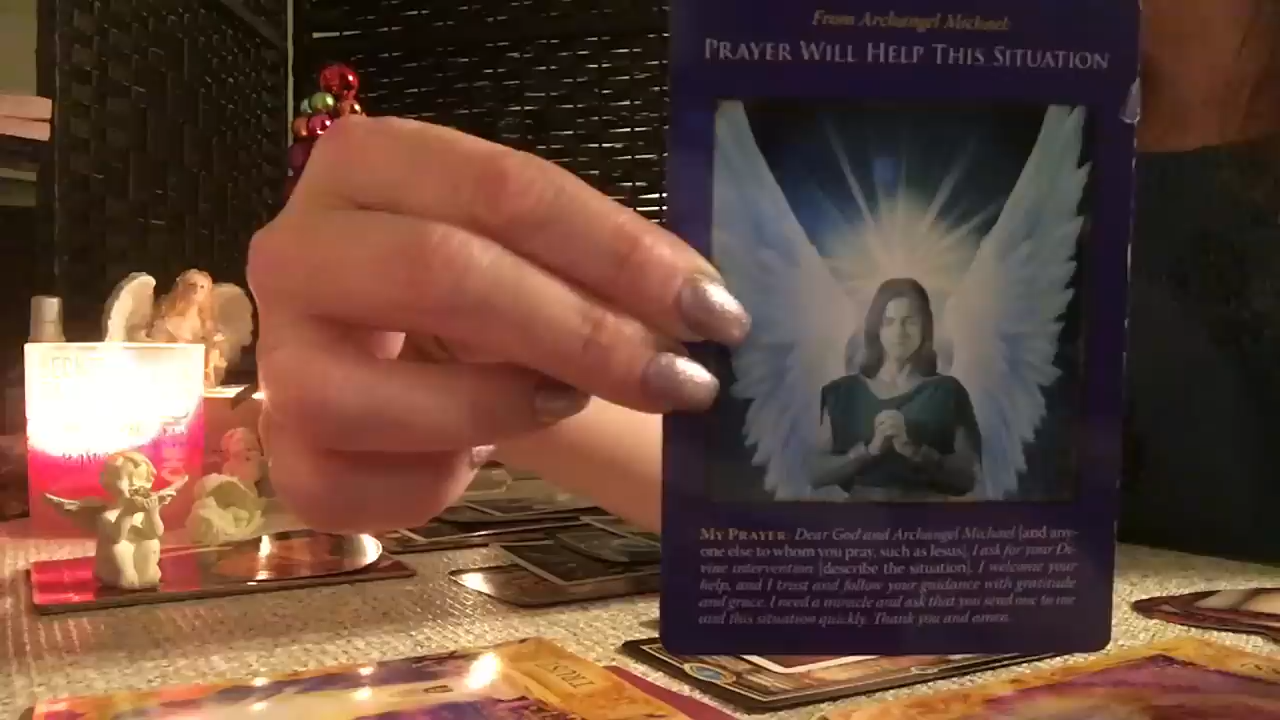 From Archangel Michael:
PRAYER WILL HELP THIS SITUATION
MY PRAYER: Dear God and Archangel Michael [and any-
one else to whom you pray, such as Jesus], I ask for your Di-
vine intervention [describe the situation]. I welcome your
help, and I trust and follow your guidance with gratitude
and grace. I need a miracle and ask that you send one to me
and this situation quickly. Thank you and amen.
TRUST